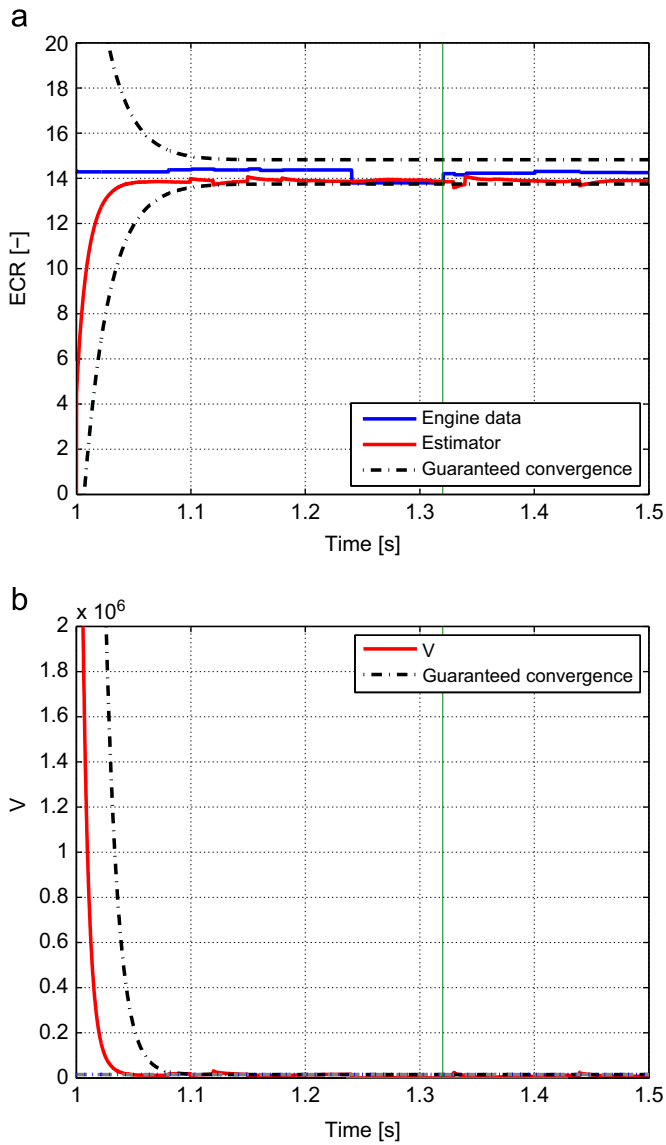 a
20
18
16
14
12
10
8
6
4
2
0
ECR [−]
Engine data
Estimator
Guaranteed convergence
1 1.1 1.2 1.3 1.4 1.5
Time [s]
b
x 10^6
2
1.8
1.6
1.4
1.2
1
0.8
0.6
0.4
0.2
0
V
V
Guaranteed convergence
1 1.1 1.2 1.3 1.4 1.5
Time [s]